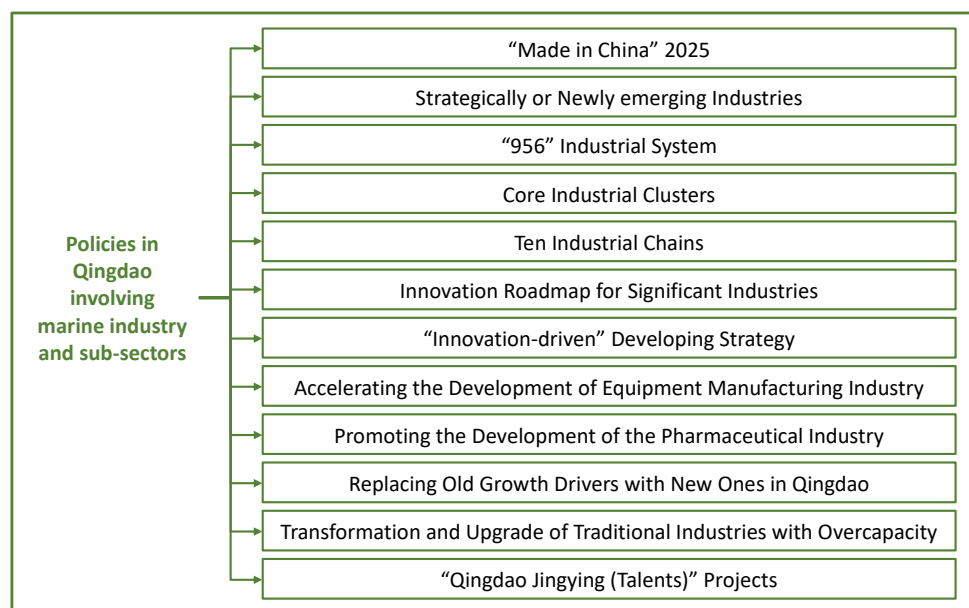 Policies in
Qingdao
involving
marine industry
and sub-sectors
“Made in China” 2025
Strategically or Newly emerging Industries
“956” Industrial System
Core Industrial Clusters
Ten Industrial Chains
Innovation Roadmap for Significant Industries
“Innovation-driven” Developing Strategy
Accelerating the Development of Equipment Manufacturing Industry
Promoting the Development of the Pharmaceutical Industry
Replacing Old Growth Drivers with New Ones in Qingdao
Transformation and Upgrade of Traditional Industries with Overcapacity
“Qingdao Jingying (Talents)” Projects